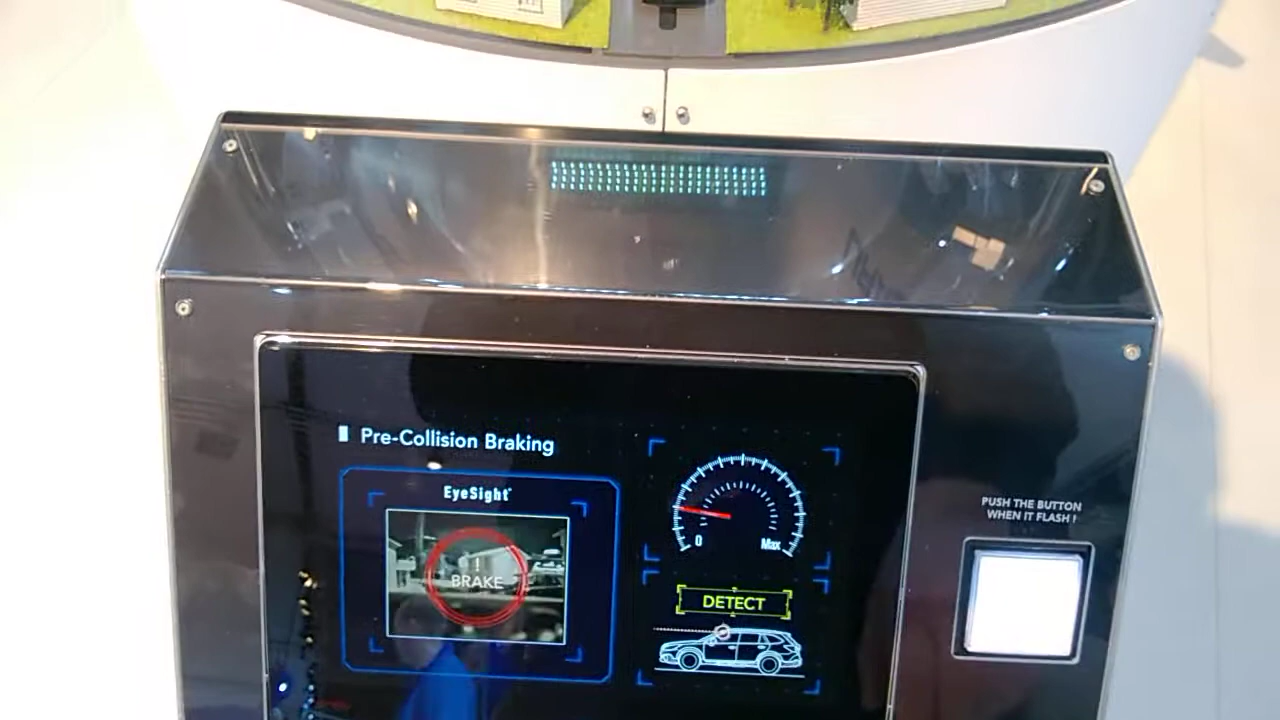 Pre-Collision Braking
EyeSight
! 
BRAKE
0
Max
DETECT
PUSH THE BUTTON
WHEN IT FLASH !